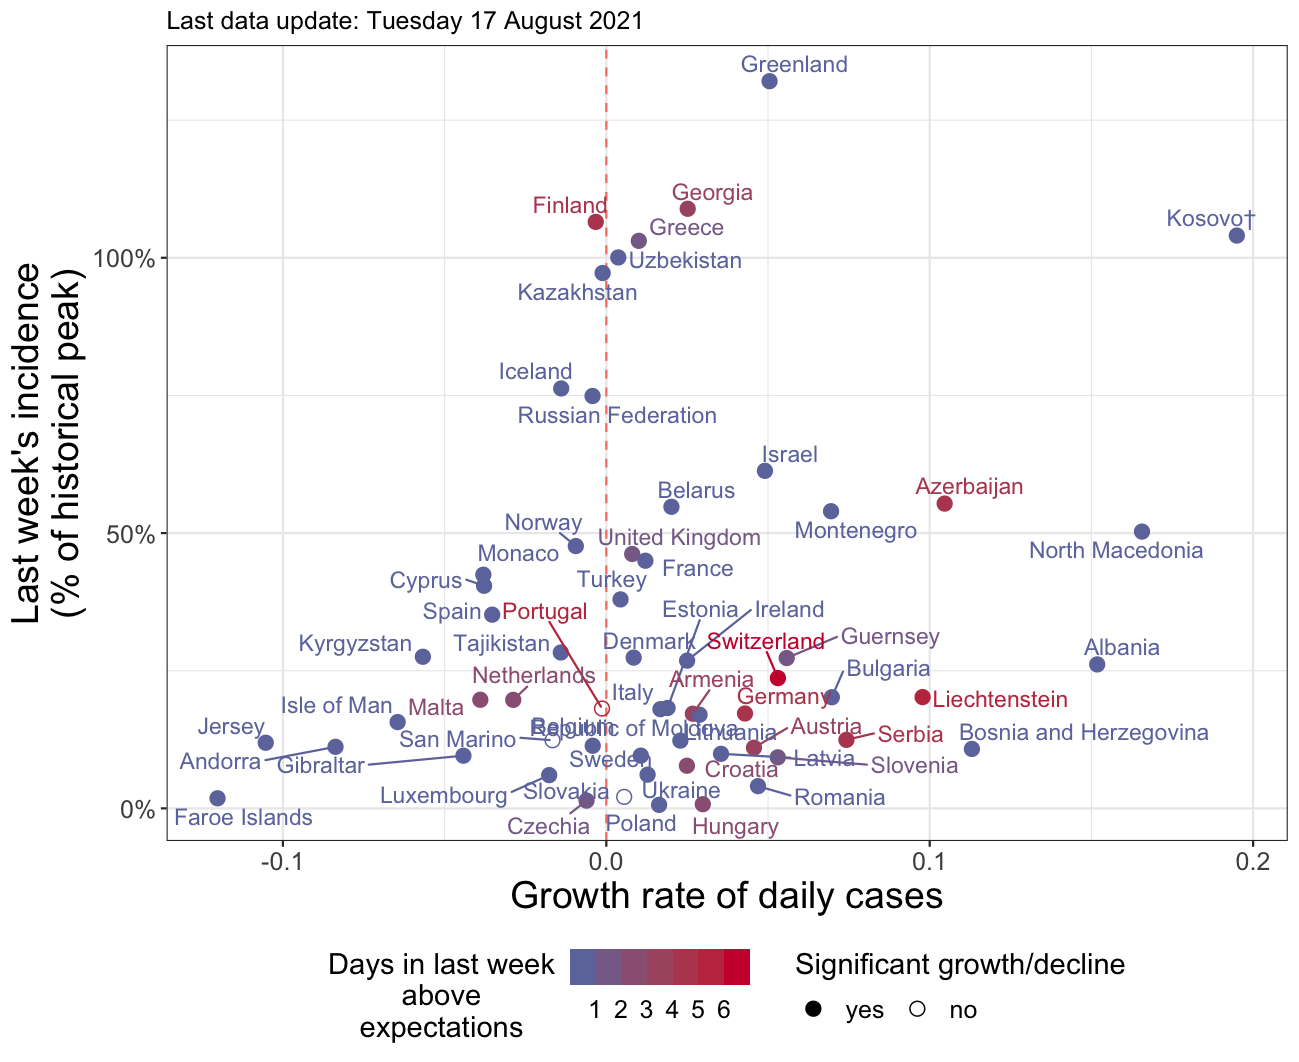 Last data update: Tuesday 17 August 2021
Greenland
Finland
Georgia
Greece
Kosovo†
100%
Uzbekistan
Kazakhstan
Iceland
Russian Federation
Israel
Belarus
Azerbaijan
Norway
50%
United Kingdom
Montenegro
Monaco
North Macedonia
Cyprus
Turkey
France
Spain
Portugal
Estonia
Ireland
Kyrgyzstan
Tajikistan
Denmark
Switzerland
Guernsey
Albania
Netherlands
Armenia
Bulgaria
Isle of Man
Malta
Italy
Germany
Liechtenstein
Jersey
San Marino
Belgium
Republic of Moldova
Lithuania
Austria
Serbia
Bosnia and Herzegovina
Andorra
Gibraltar
Sweden
Croatia
Latvia
Slovenia
Luxembourg
Slovakia
Ukraine
Romania
0%
Faroe Islands
Czechia
Poland
Hungary
Last week's incidence
(% of historical peak)
-0.1
0.0
0.1
0.2
Growth rate of daily cases
Days in last week
above
expectations
1 2 3 4 5 6
Significant growth/decline
yes
no